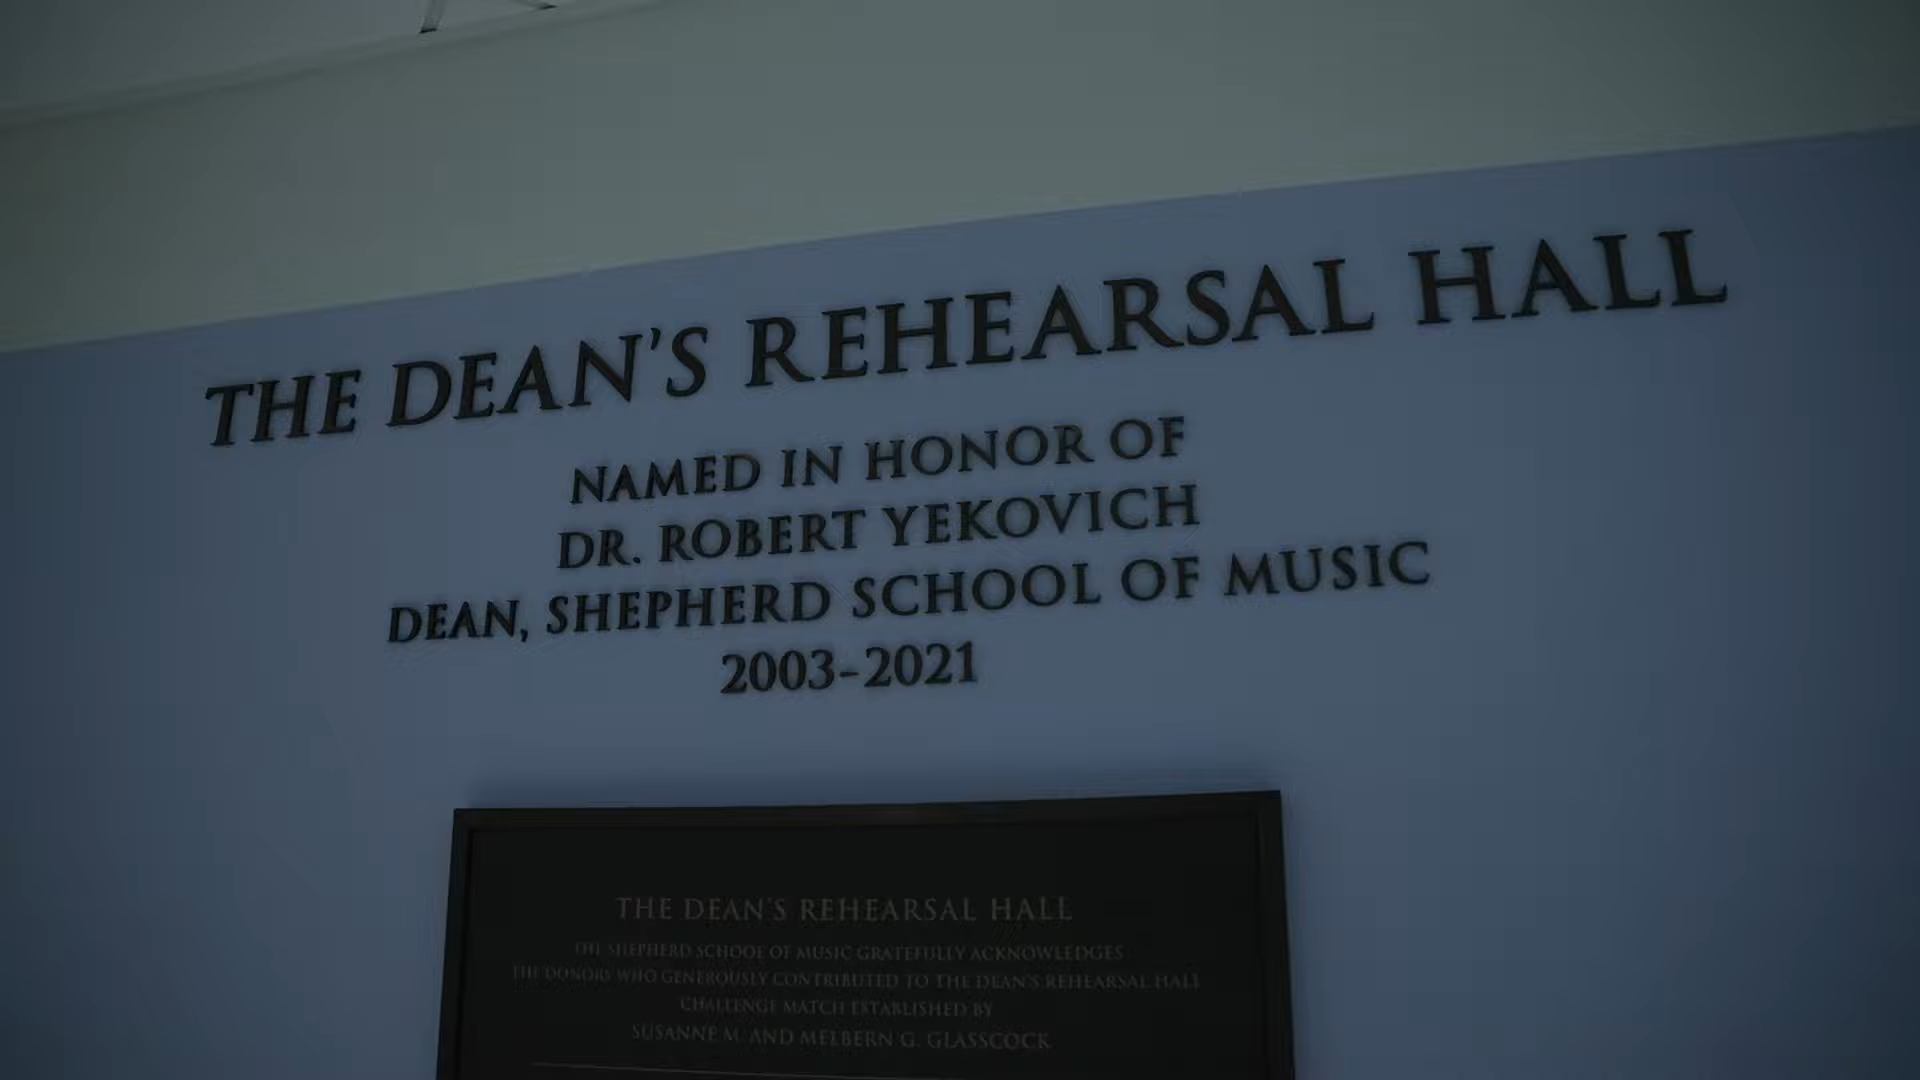 THE DEAN'S REHEARSAL HALL
NAMED IN HONOR OF
DR. ROBERT YEKOVICH
DEAN, SHEPHERD SCHOOL OF MUSIC
2003-2021
THE DEAN'S REHEARSAL HALL
THE SHEPHERD SCHOOL OF MUSIC GRATEFULLY ACKNOWLEDGES
THE DONORS WHO GENEROUSLY CONTRIBUTED TO THE DEAN'S REHEARSAL HALL
CHALLENGE MATCH ESTABLISHED BY
SUSANNE M. AND MELBERN G. GLASSCOCK